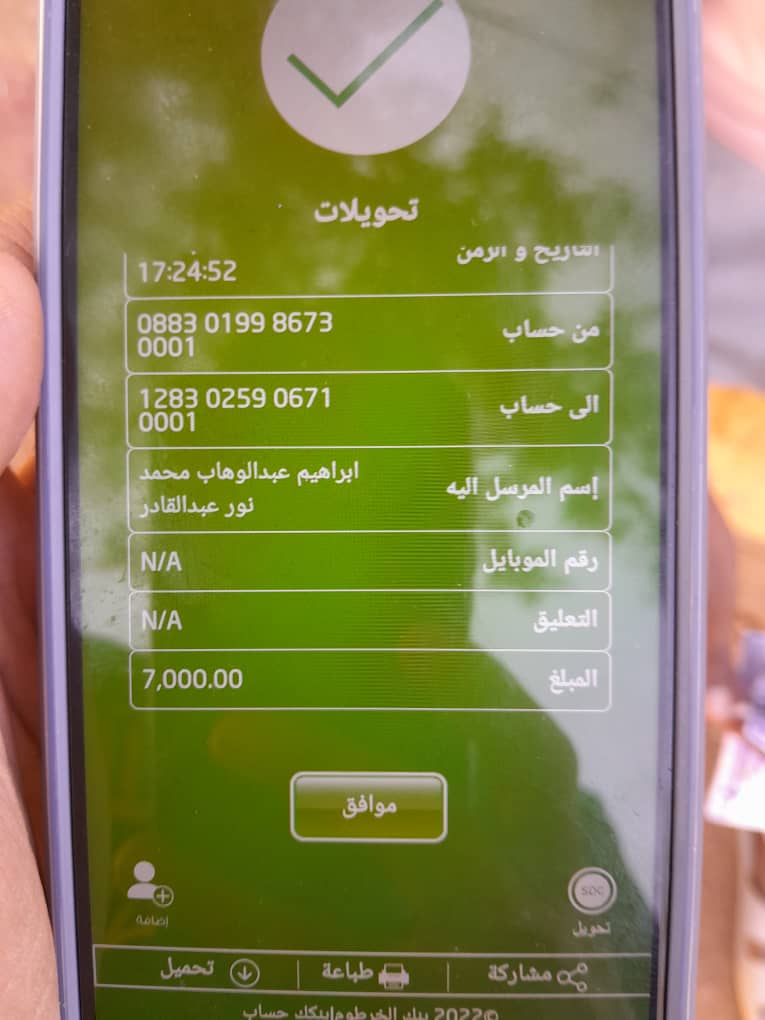 تحويلات
التاريخ و الزمن 17:24:52
من حساب 0883 0199 8673
0001
الى حساب 1283 0259 0671
0001
إسم المرسل اليه ابراهيم عبدالوهاب محمد
نور عبدالقادر
رقم الموبايل N/A
التعليق N/A
المبلغ 7,000.00
موافق
SDC
تحويل إضافة
مشاركة طباعة تحميل
©2022 بنك الخرطوم|بنكك حساب